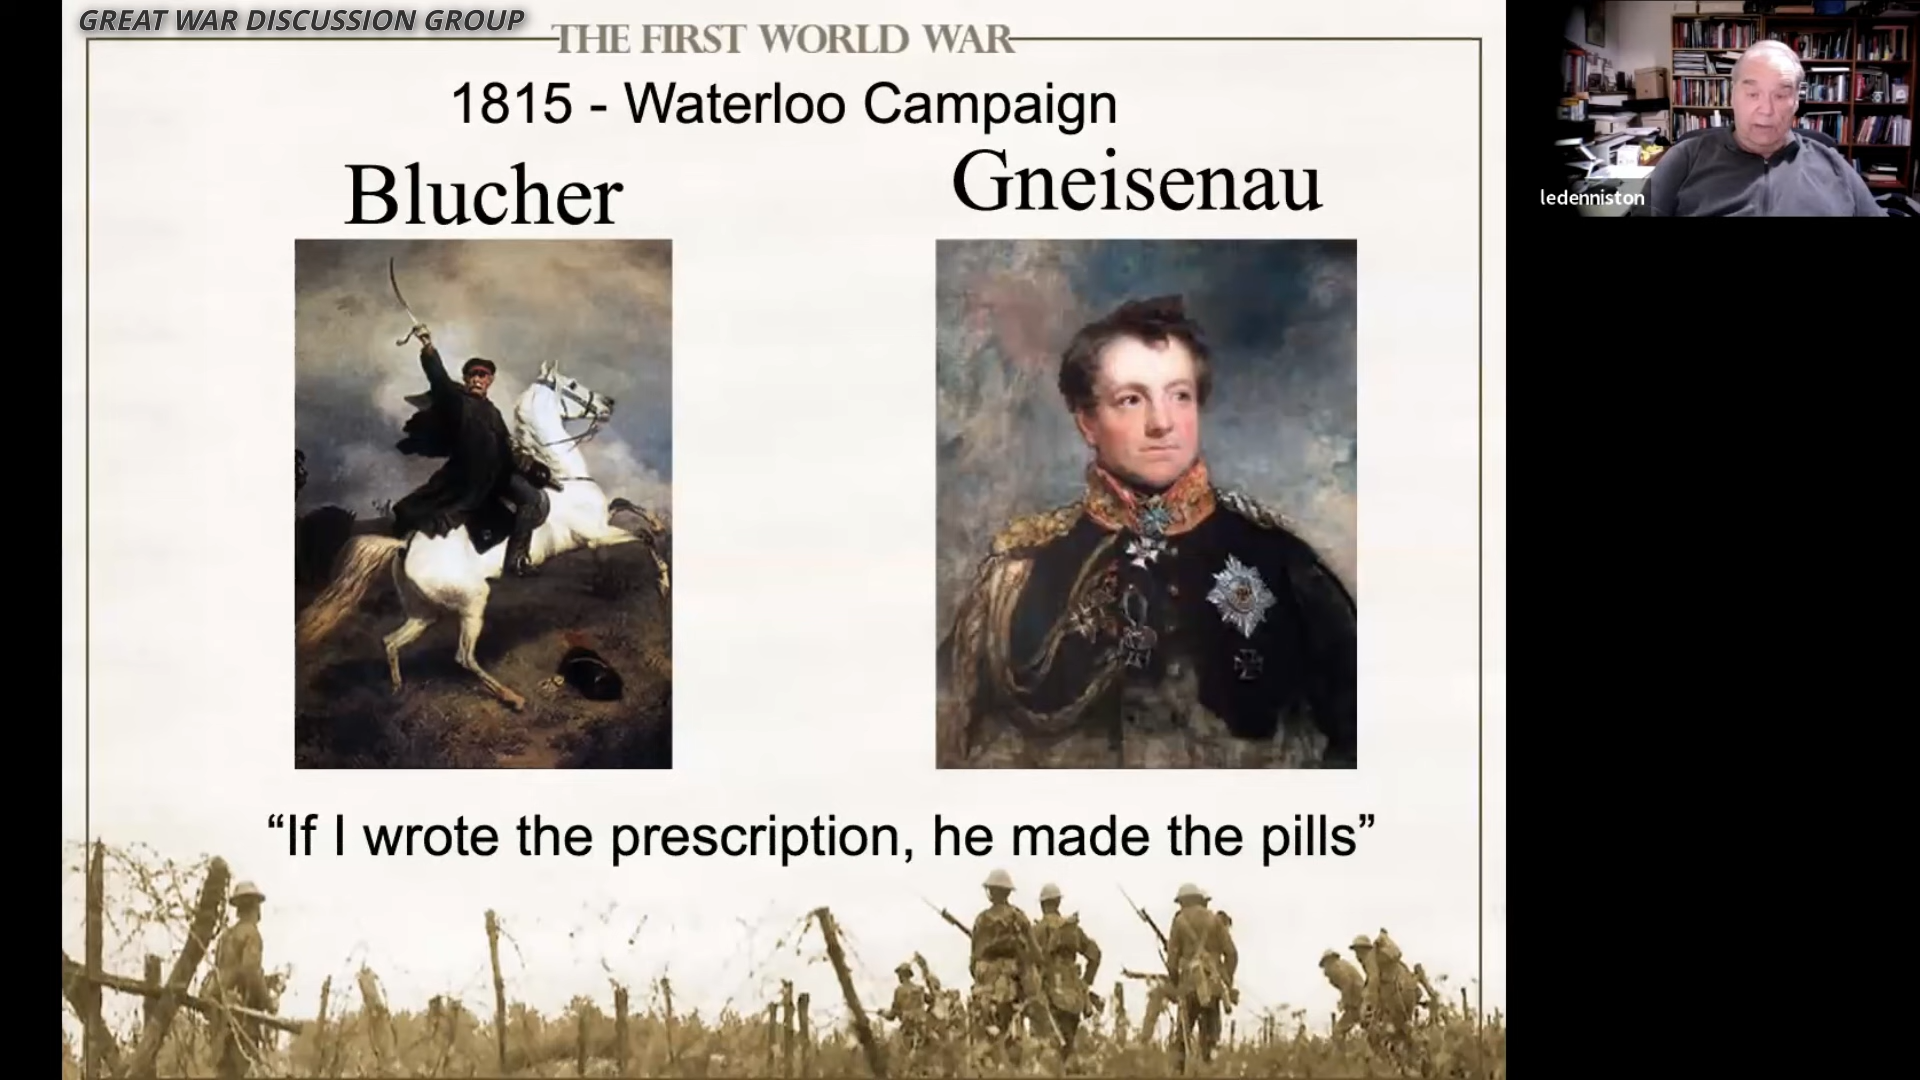 GREAT WAR DISCUSSION GROUP
THE FIRST WORLD WAR
1815 - Waterloo Campaign
Blucher
Gneisenau
“If I wrote the prescription, he made the pills”
ledenniston